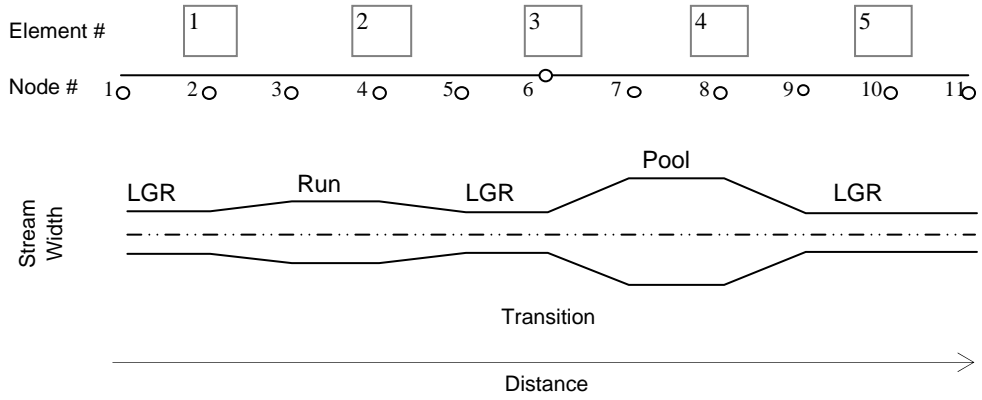 Element # 1 2 3 4 5
Node # 1 2 3 4 5 6 7 8 9 10 11
Pool
LGR Run LGR LGR
Stream
Width
Transition
Distance